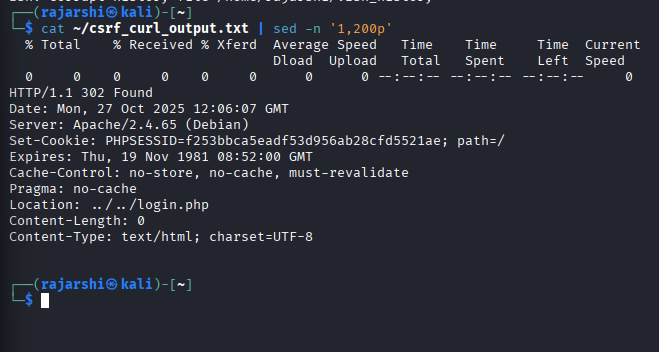 ┌──(rajarshi㉿kali)-[~]
└─$ cat ~/csrf_curl_output.txt | sed -n '1,200p'
  % Total    % Received % Xferd  Average Speed   Time    Time     Time  Current
                                 Dload  Upload   Total   Spent    Left  Speed
  0     0    0     0    0     0      0      0 --:--:-- --:--:-- --:--:--     0
HTTP/1.1 302 Found
Date: Mon, 27 Oct 2025 12:06:07 GMT
Server: Apache/2.4.65 (Debian)
Set-Cookie: PHPSESSID=f253bbca5eadf53d956ab28cfd5521ae; path=/
Expires: Thu, 19 Nov 1981 08:52:00 GMT
Cache-Control: no-store, no-cache, must-revalidate
Pragma: no-cache
Location: ../../login.php
Content-Length: 0
Content-Type: text/html; charset=UTF-8
┌──(rajarshi㉿kali)-[~]
└─$